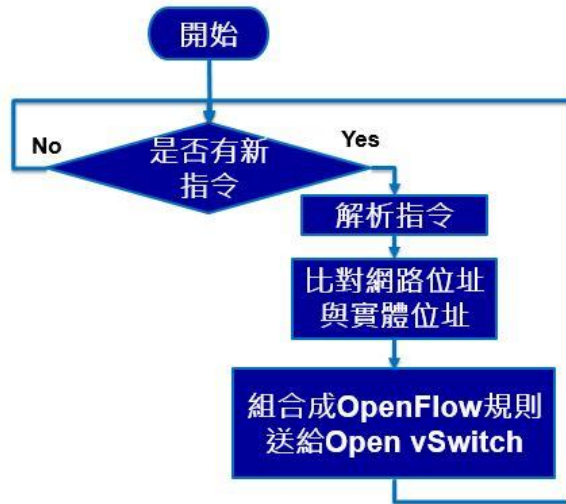 開始
No
是否有新
指令
Yes
解析指令
比對網路位址
與實體位址
組合成OpenFlow規則
送給Open vSwitch